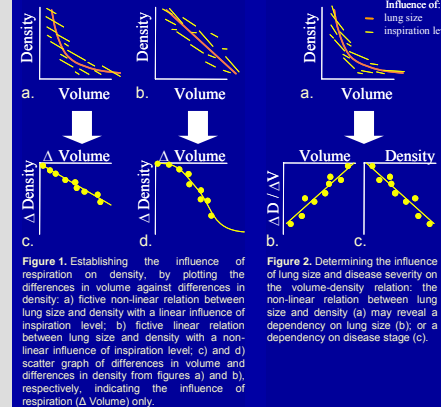 Influence of:
lung size
inspiration le
Density
Density
Density
a. Volume
b. Volume
a. Volume
Δ Volume
Δ Volume
Volume
Density
Δ Density
Δ Density
Δ D / Δ V
c.
d.
b.
c.
Figure 1. Establishing the influence of
respiration on density, by plotting the
differences in volume against differences in
density: a) fictive non-linear relation between
lung size and density with a linear influence of
inspiration level; b) fictive linear relation
between lung size and density with a non-
linear influence of inspiration level; c) and d)
scatter graph of differences in volume and
differences in density from figures a) and b),
respectively, indicating the influence of
respiration (Δ Volume) only.
Figure 2. Determining the influence
of lung size and disease severity on
the volume-density relation: the
non-linear relation between lung
size and density (a) may reveal a
dependency on lung size (b); or a
dependency on disease stage (c).